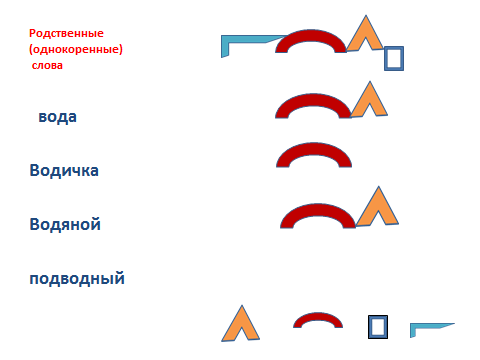 Родственные
(однокоренные)
слова
вода
Водичка
Водяной
подводный